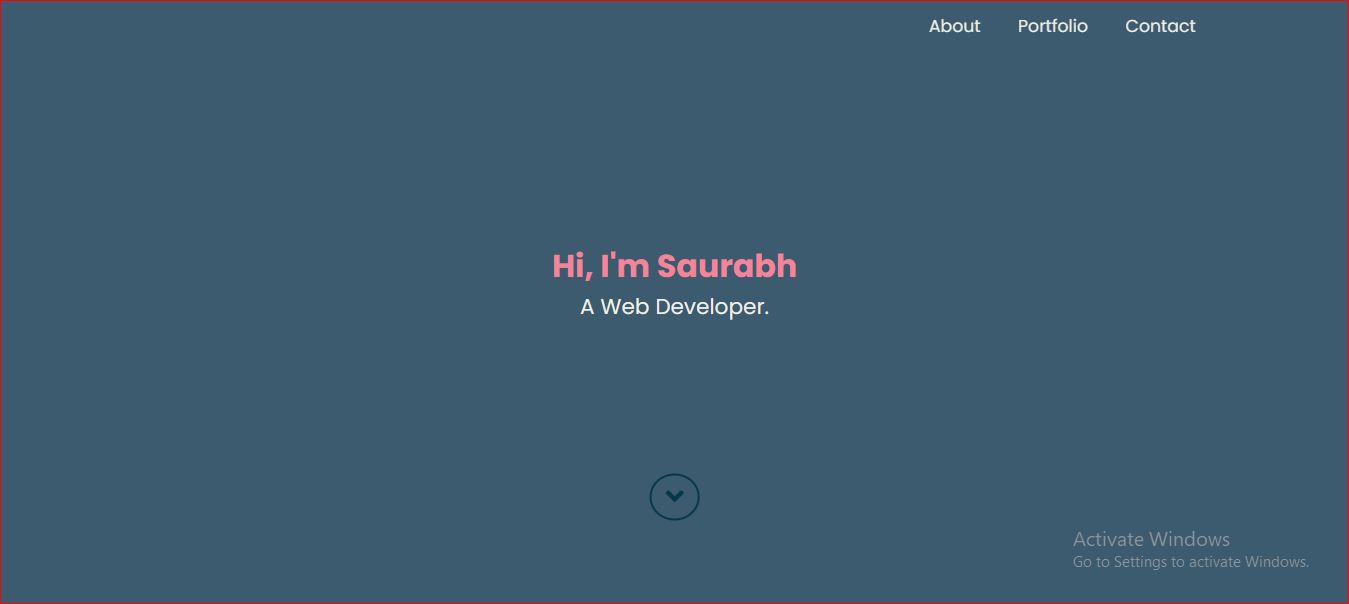 About Portfolio Contact
Hi, I'm Saurabh
A Web Developer.
Activate Windows
Go to Settings to activate Windows.